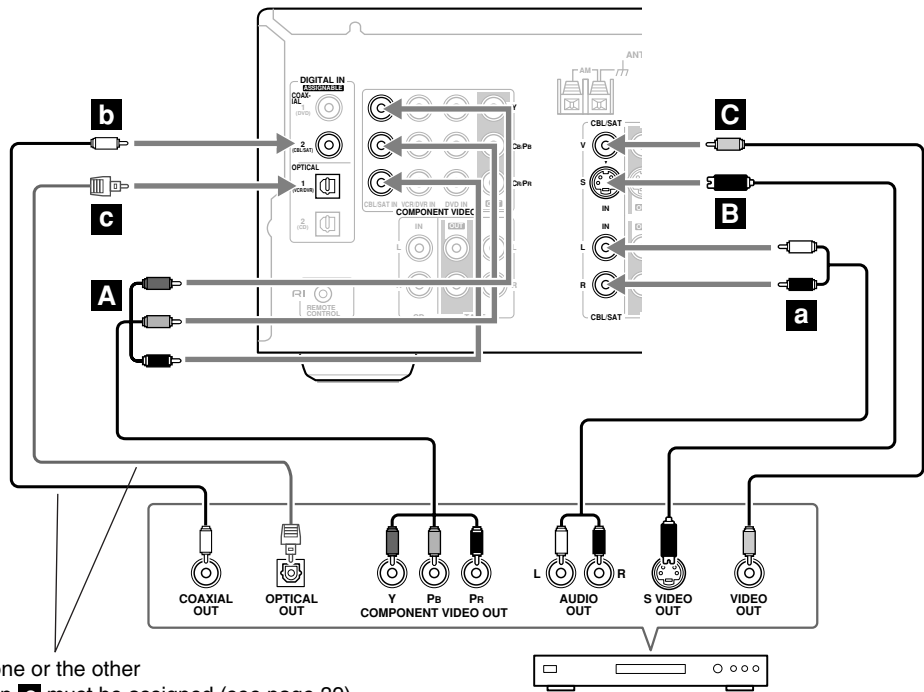 ANT
AM
DIGITAL IN
ASSIGNABLE
COAX-
IAL
1
(DVD)
2
(CBL/SAT)
OPTICAL
1
(VCR/DVR)
2
(CD)
Y
CB/PB
CR/PR
CBL/SAT IN VCR/DVR IN DVD IN
COMPONENT VIDEO
IN
OUT
L
R
RI
REMOTE
CONTROL
CBL/SAT
V
S
IN
IN
L
R
CBL/SAT
b
c
A
C
B
a
COAXIAL
OUT
OPTICAL
OUT
Y PB PR
COMPONENT VIDEO OUT
L R
AUDIO
OUT
S VIDEO
OUT
VIDEO
OUT
one or the other
must be assigned (see page